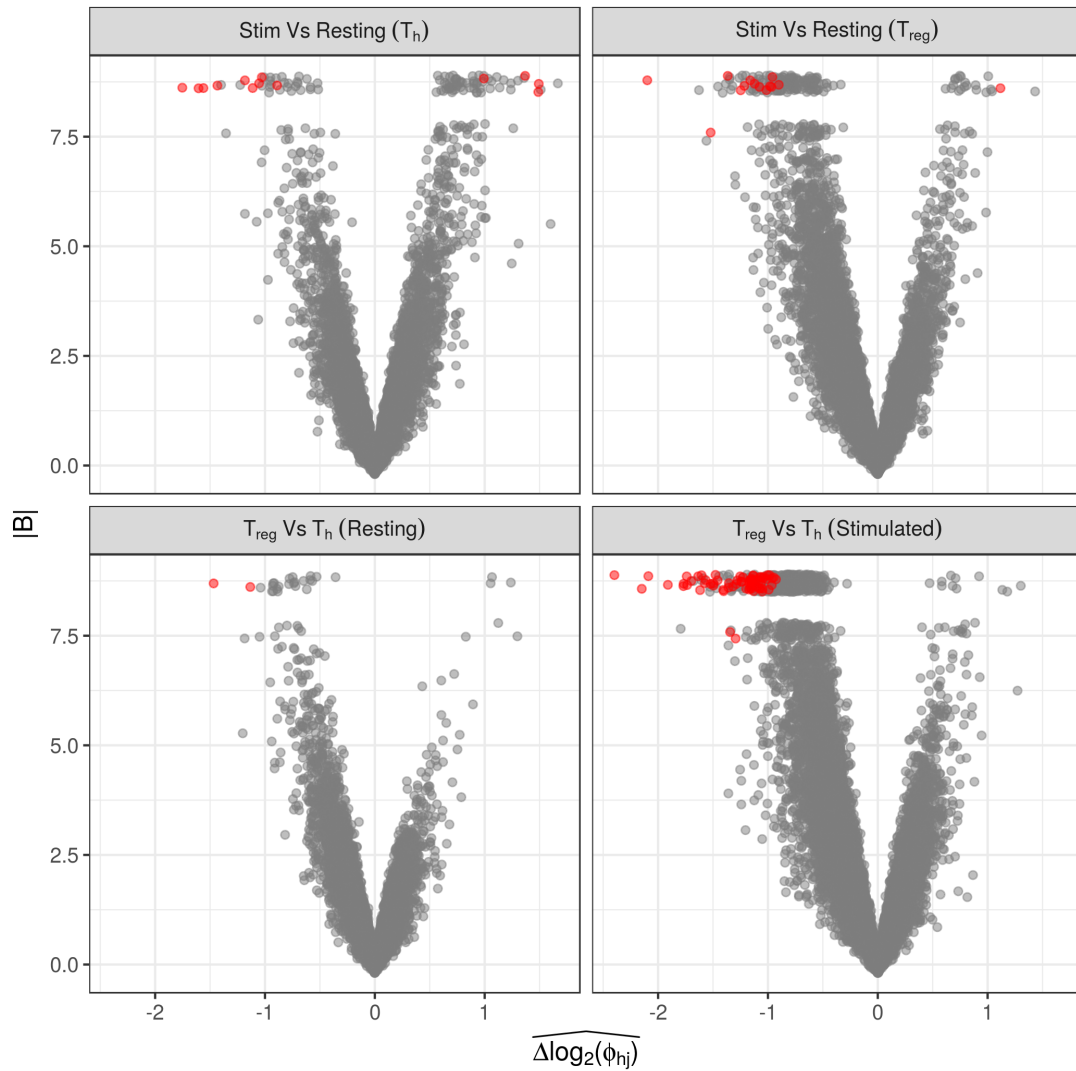 Stim Vs Resting (Th)
Stim Vs Resting (Treg)
7.5
5.0
2.5
0.0
Treg Vs Th (Resting)
Treg Vs Th (Stimulated)
7.5
5.0
2.5
0.0
-2 -1 0 1
-2 -1 0 1
|B|
Δlog2(ϕhj)